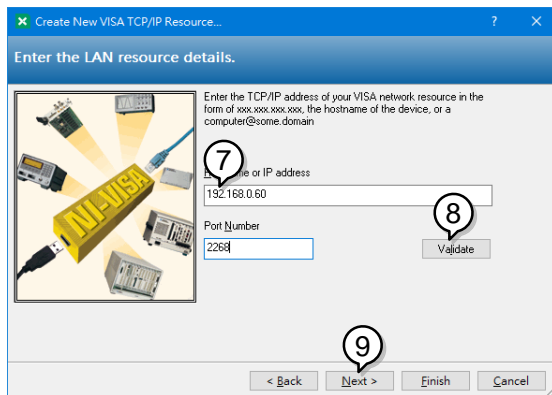 Create New VISA TCP/IP Resource...
Enter the LAN resource details.
Enter the TCP/IP address of your VISA network resource in the
form of xxx.xxx.xxx.xxx, the hostname of the device, or a
computer@some.domain
7
or IP address
192.168.0.60
8
Port Number
2268
Validate
NI-VISA
9
< Back Next > Finish Cancel